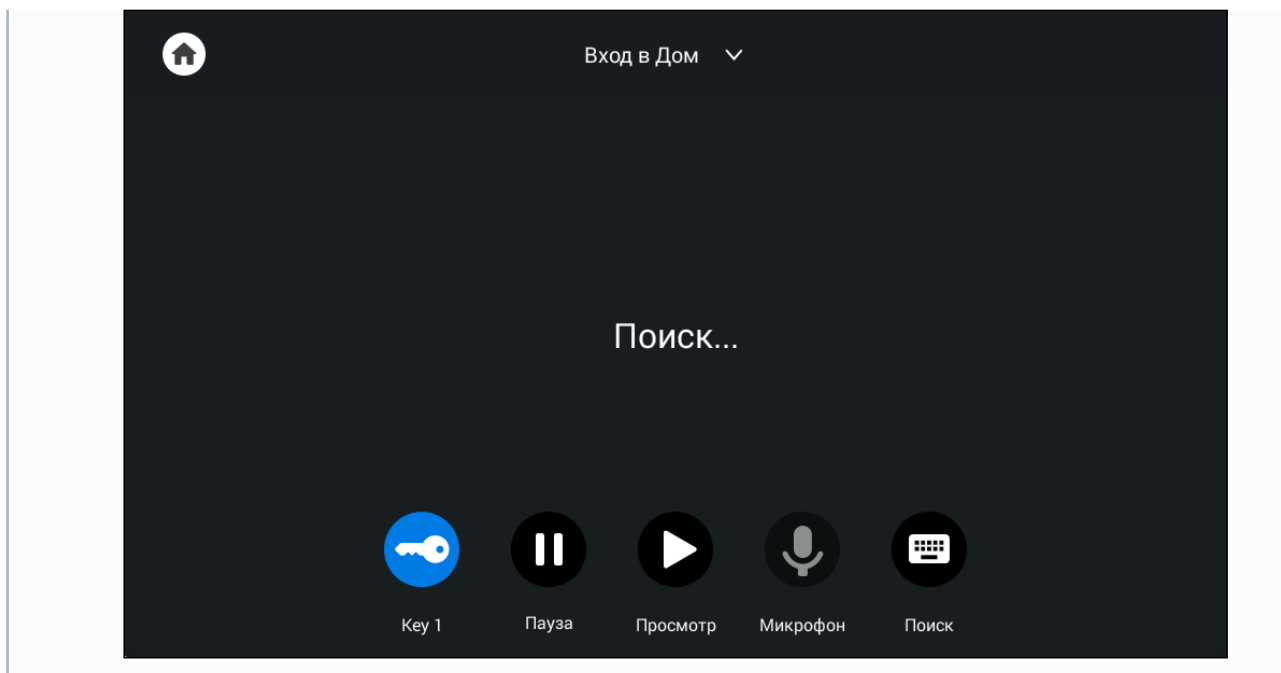 Вход в Дом
Поиск...
Key 1
Пауза
Просмотр
Микрофон
Поиск